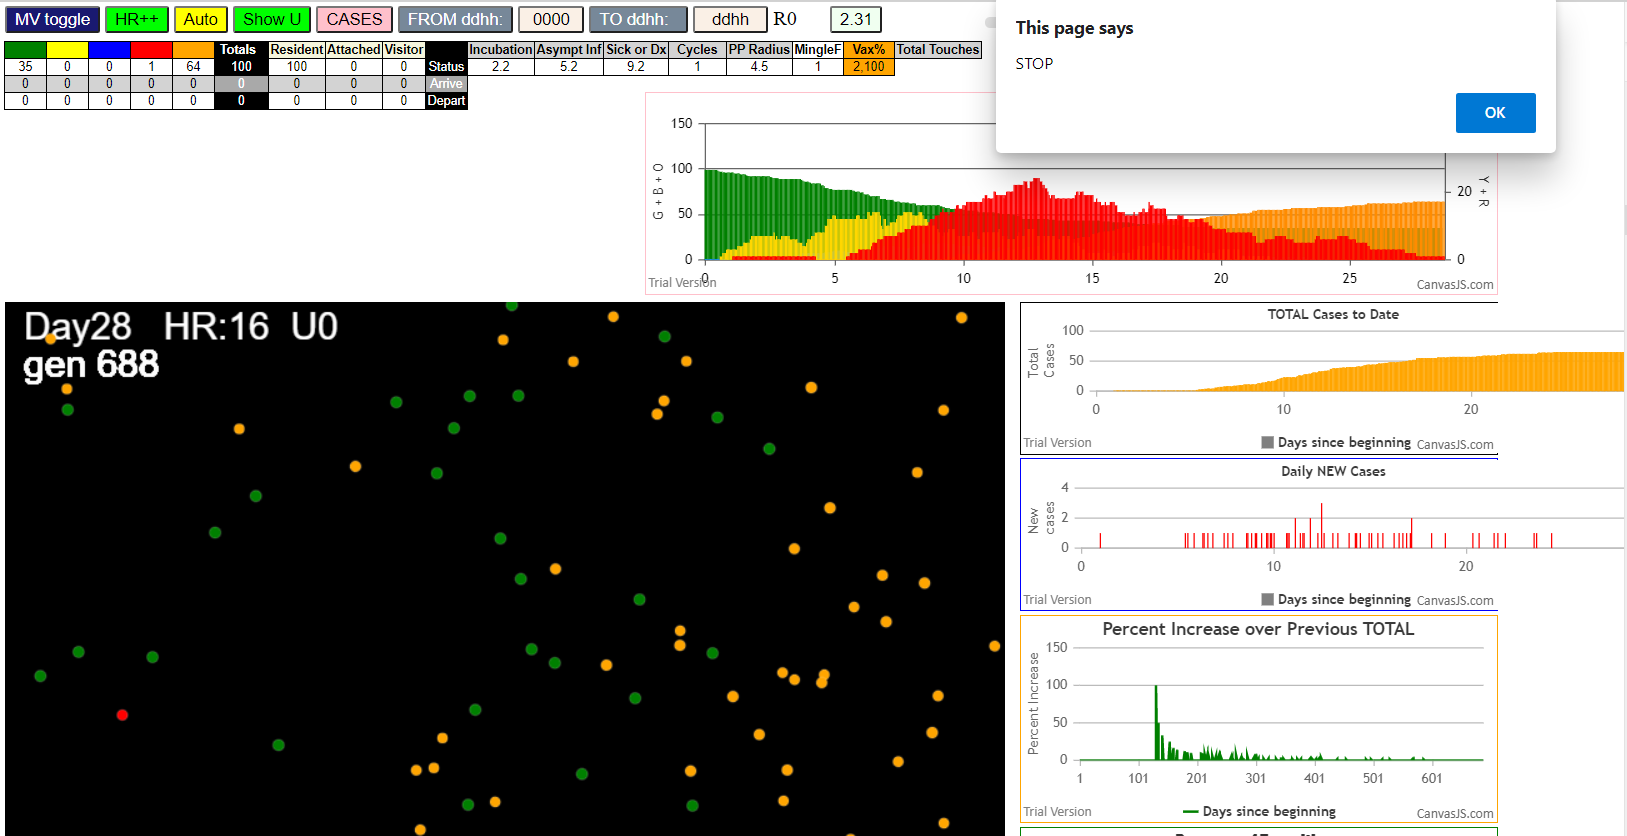 MV toggle HR++ Auto Show U CASES FROM ddhh: 0000 TO ddhh: ddhh R0 2.31
This page says
STOP
OK
Totals Resident Attached Visitor Incubation Asympt Inf Sick or Dx Cycles PP Radius MingleF Vax% Total Touches
35 0 0 1 64 100 100 0 0 Status 2.2 5.2 9.2 1 4.5 1 2,100
0 0 0 0 0 0 0 0 0 Arrive
0 0 0 0 0 0 0 0 0 Depart
150
100
50
0
G + B + O
20
0
Y + R
0 5 10 15 20 25
Trial Version CanvasJS.com
Day28 HR:16 U0
gen 688
TOTAL Cases to Date
100
50
0
Total
Cases
0 10 20
Days since beginning
Trial Version CanvasJS.com
Daily NEW Cases
4
2
0
New
cases
0 10 20
Days since beginning
Trial Version CanvasJS.com
Percent Increase over Previous TOTAL
150
100
50
0
Percent Increase
1 101 201 301 401 501 601
Days since beginning
Trial Version CanvasJS.com